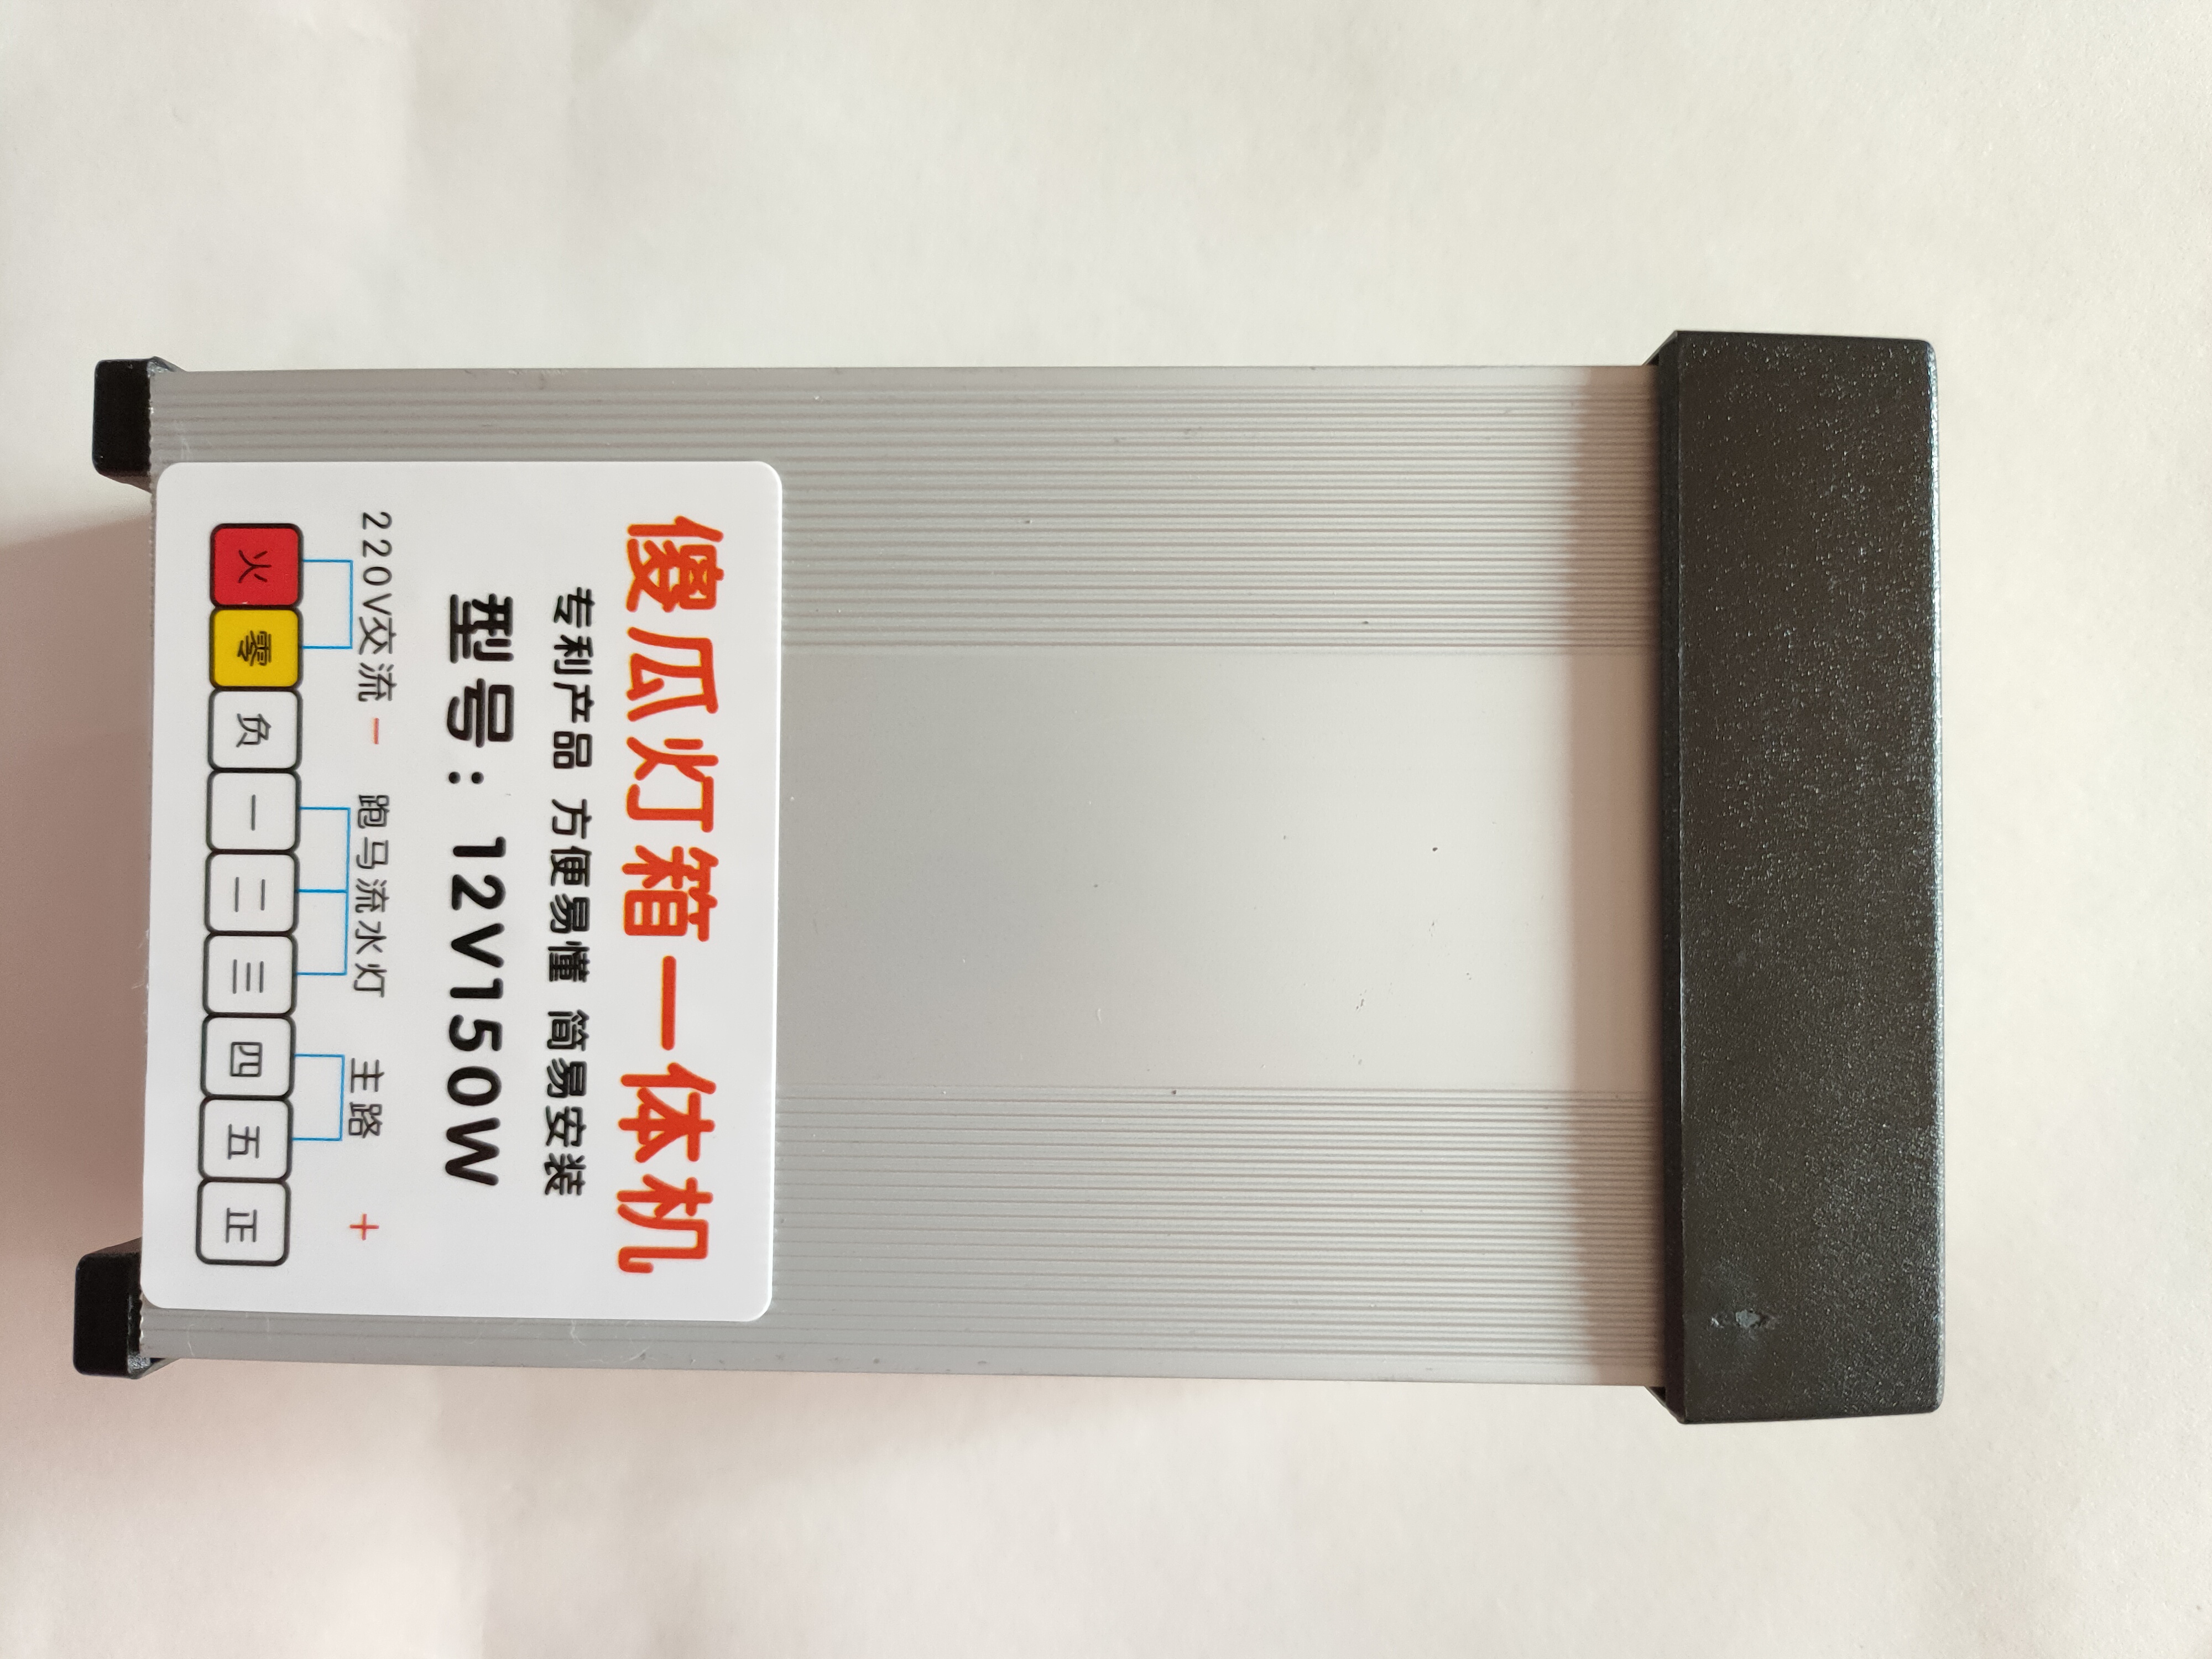 傻瓜灯箱一体机
专利产品 方便易懂 简易安装
型号：12V150W
220V交流 － 跑马流水灯 主路 ＋
火 零 负 一 二 三 四 五 正